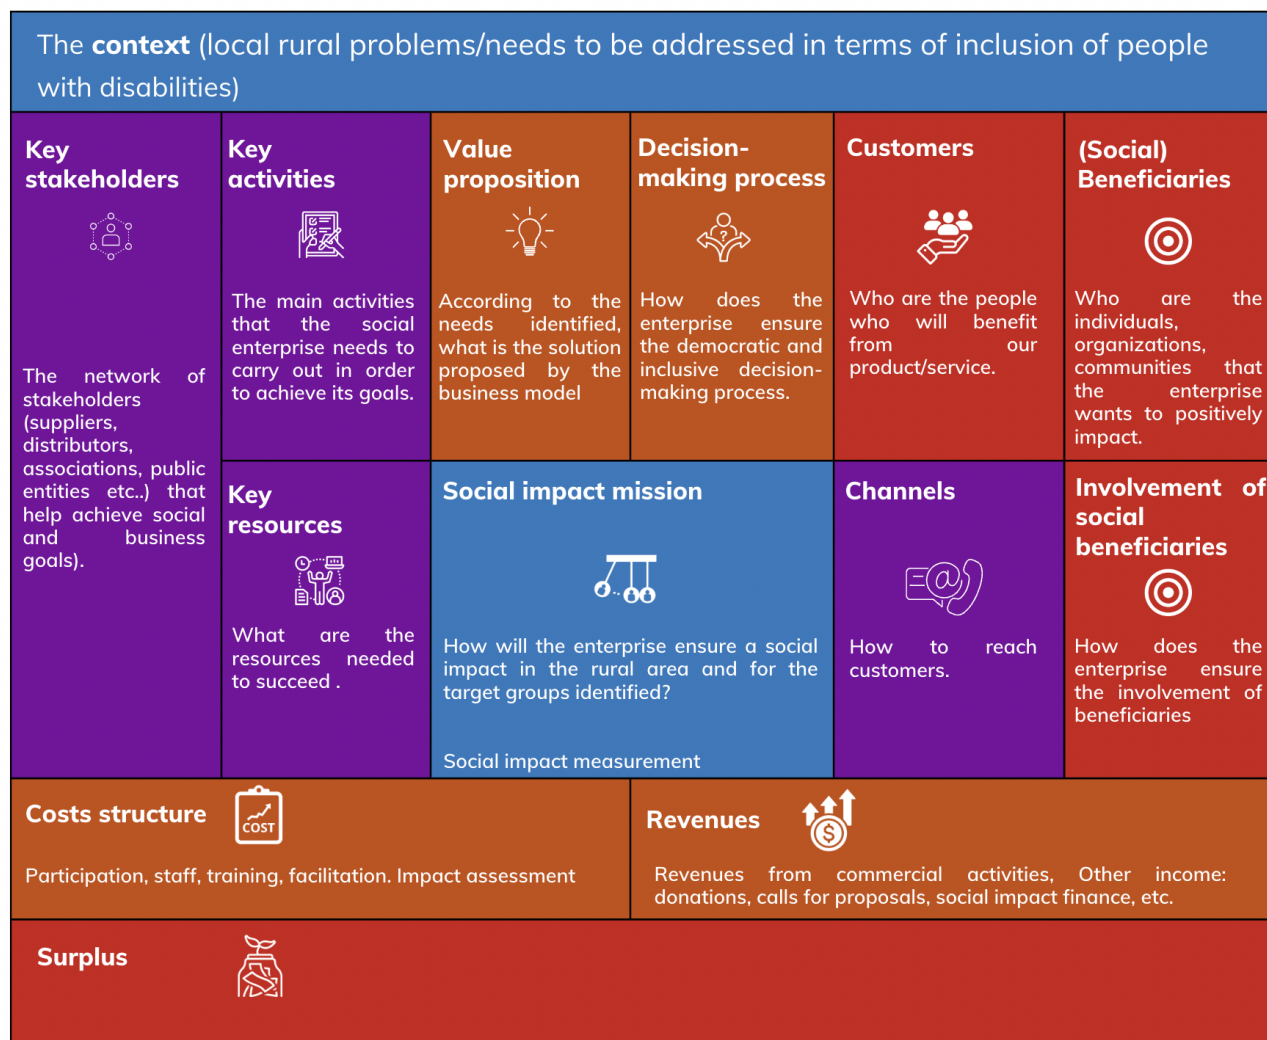 The context (local rural problems/needs to be addressed in terms of inclusion of people
with disabilities)
Key
stakeholders
The network of
stakeholders
(suppliers,
distributors,
associations, public
entities etc..) that
help achieve social
and business
goals).
Key
activities
The main activities
that the social
enterprise needs to
carry out in order
to achieve its goals.
Key
resources
What are the
resources needed
to succeed .
Value
proposition
According to the
needs identified,
what is the solution
proposed by the
business model
Decision-
making process
?
How does the
enterprise ensure
the democratic and
inclusive decision-
making process.
Social impact mission
How will the enterprise ensure a social
impact in the rural area and for the
target groups identified?
Social impact measurement
Customers
Who are the people
who will benefit
from our
product/service.
Channels
@
How to reach
customers.
(Social)
Beneficiaries
Who are the
individuals,
organizations,
communities that
the enterprise
wants to positively
impact.
Involvement of
social
beneficiaries
How does the
enterprise ensure
the involvement of
beneficiaries
Costs structure
COST
Participation, staff, training, facilitation. Impact assessment
Revenues
$
Revenues from commercial activities, Other income:
donations, calls for proposals, social impact finance, etc.
Surplus